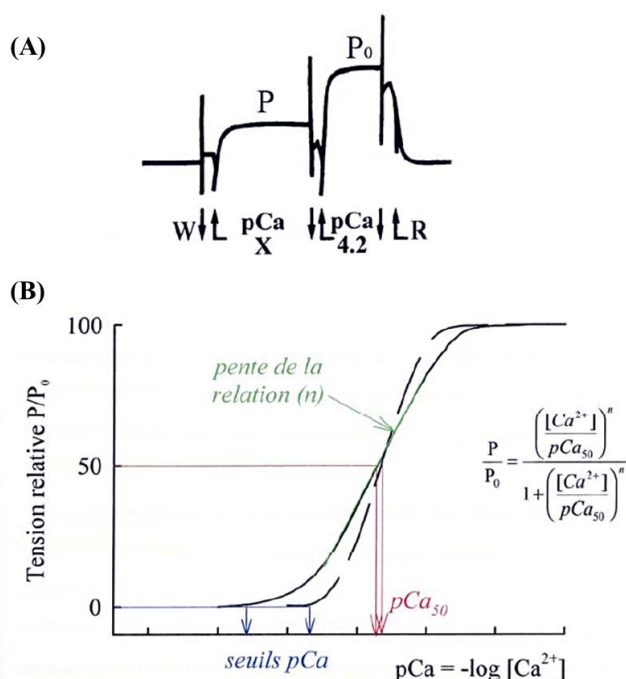 (A)
P
P₀
W
pCa
X
pCa
4.2
R
(B)
100
50
0
Tension relative P/P₀
pente de la
relation (n)
P/P₀ = ([Ca²⁺]/pCa₅₀)ⁿ / 1+([Ca²⁺]/pCa₅₀)ⁿ
pCa₅₀
seuils pCa
pCa = -log [Ca²⁺]